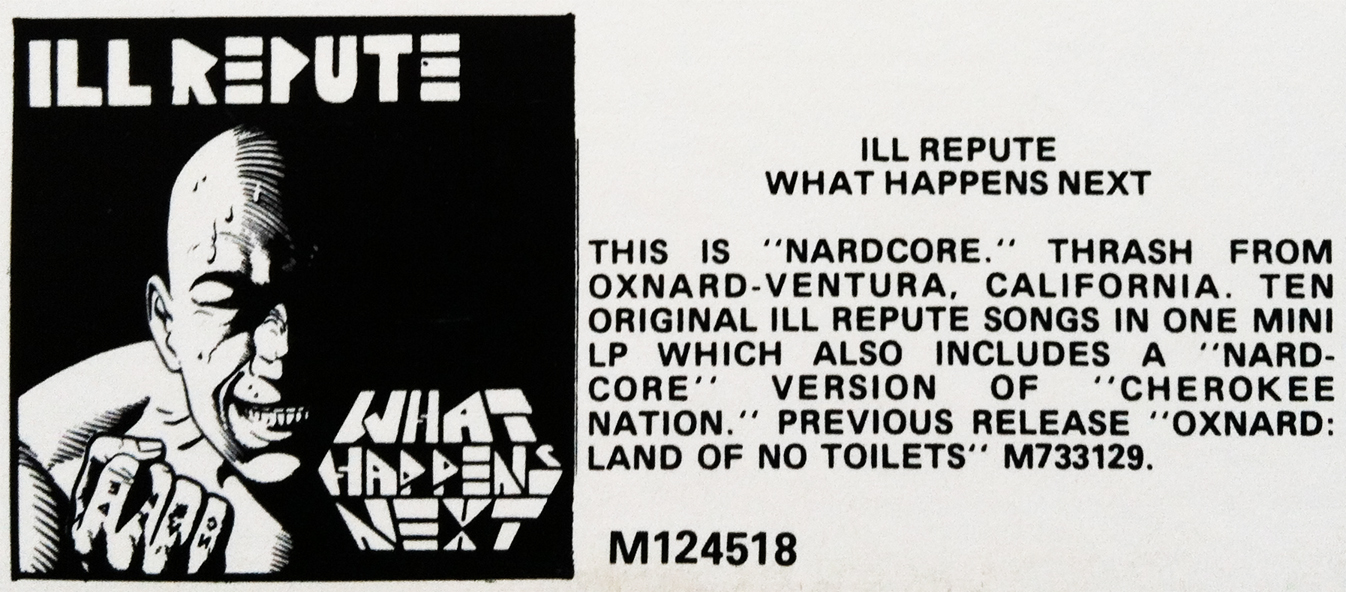 ILL REPUTE
WHAT
HAPPENS
NEXT
ILL REPUTE
WHAT HAPPENS NEXT
THIS IS "NARDCORE." THRASH FROM
OXNARD-VENTURA, CALIFORNIA. TEN
ORIGINAL ILL REPUTE SONGS IN ONE MINI
LP WHICH ALSO INCLUDES A "NARD-
CORE" VERSION OF "CHEROKEE
NATION." PREVIOUS RELEASE "OXNARD:
LAND OF NO TOILETS" M733129.
M124518